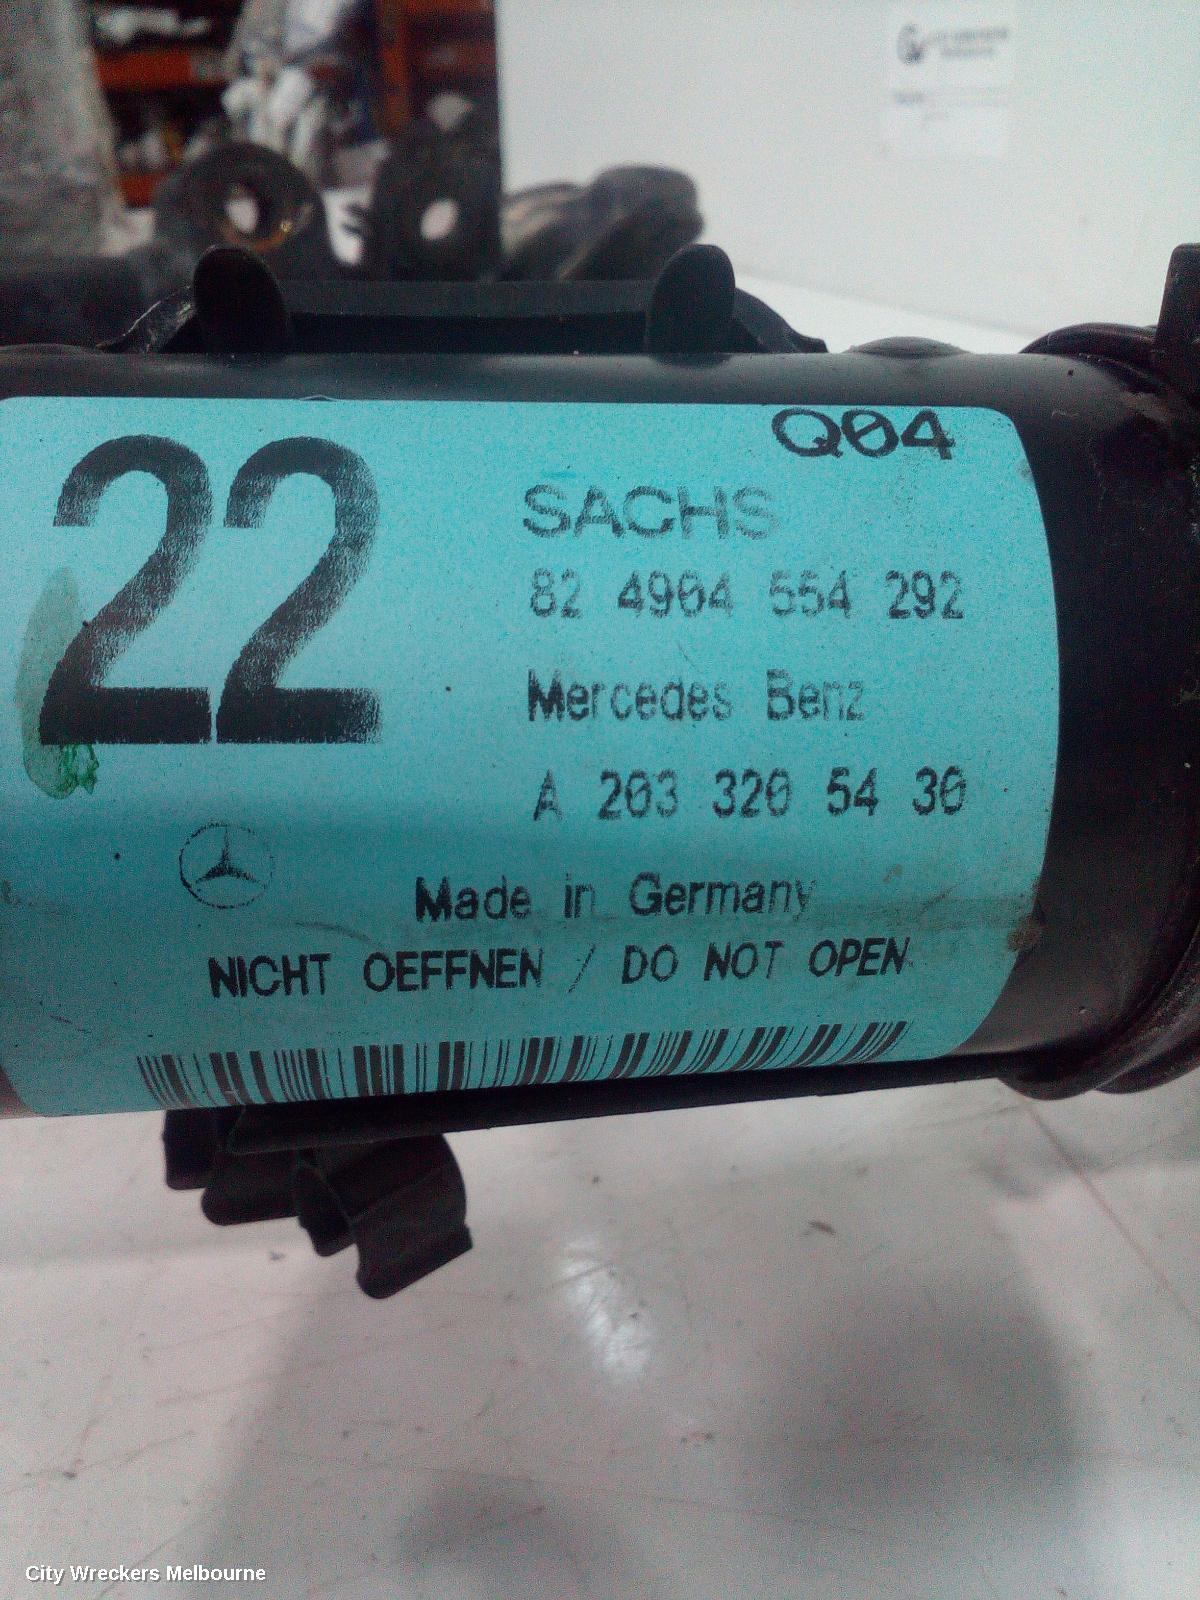 Q04
22
SACHS
82 4904 554 292
Mercedes Benz
A 203 320 54 30
Made in Germany
NICHT OEFFNEN / DO NOT OPEN
City Wreckers Melbourne